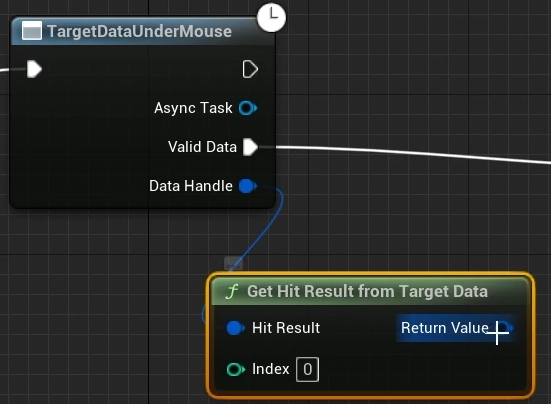 TargetDataUnderMouse
Async Task
Valid Data
Data Handle
f Get Hit Result from Target Data
Hit Result Return Value
Index 0